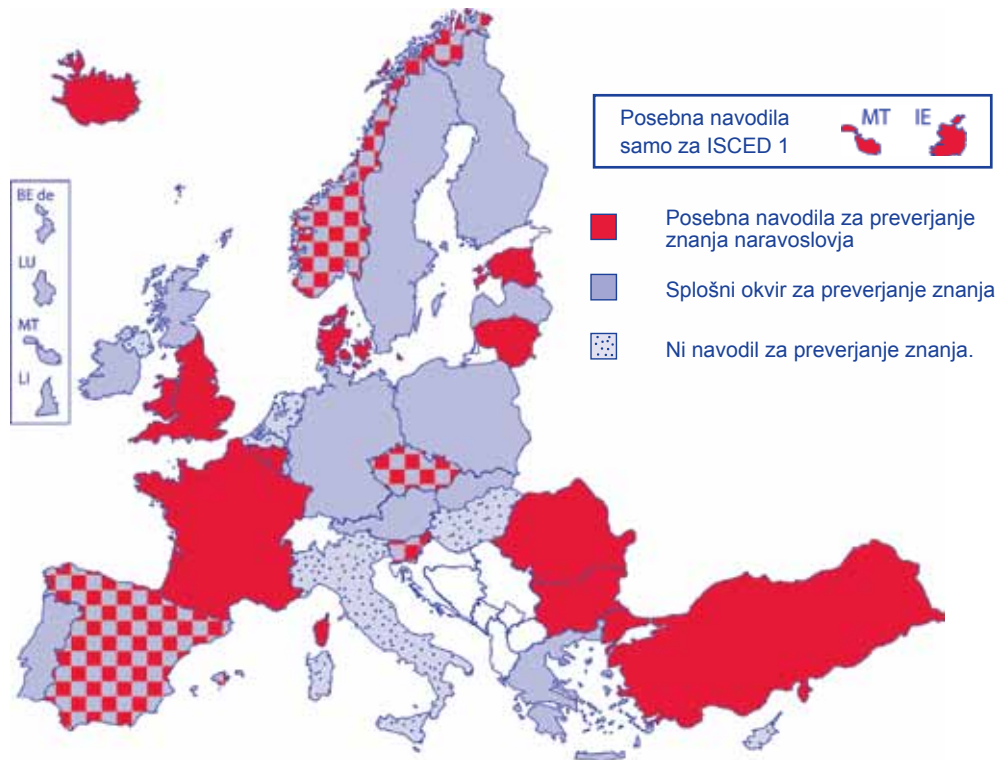 Posebna navodila
samo za ISCED 1
MT IE
BE de
LU
MT
LI
Posebna navodila za preverjanje
znanja naravoslovja
Splošni okvir za preverjanje znanja
Ni navodil za preverjanje znanja.